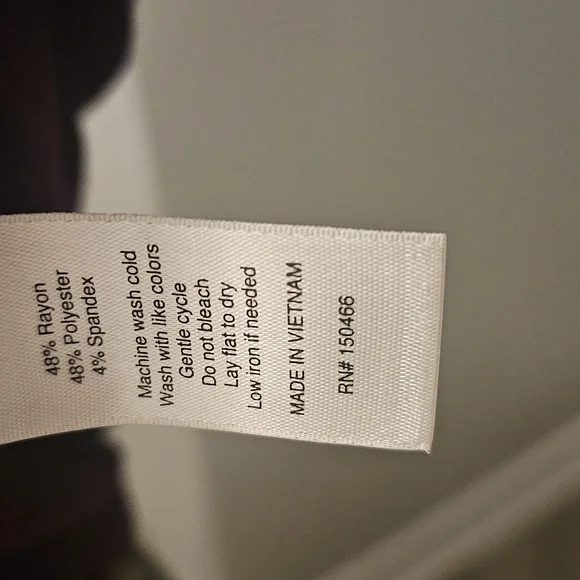 48% Rayon
48% Polyester
4% Spandex
Machine wash cold
Wash with like colors
Gentle cycle
Do not bleach
Lay flat to dry
Low iron if needed
MADE IN VIETNAM
RN# 150466